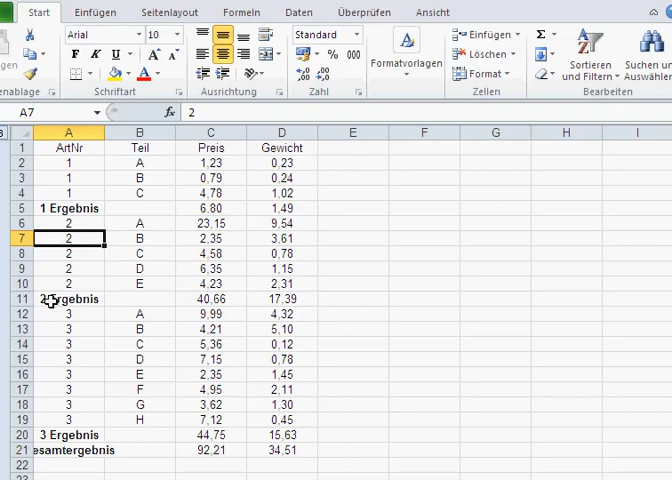 Start Einfügen Seitenlayout Formeln Daten Überprüfen Ansicht
Arial 10 Standard Einfügen
F K U A A Formatvorlagen Löschen Sortieren und Filtern Suchen und
A % 000 Format Auswählen
Schriftart Ausrichtung Zahl Zellen
A7 fx 2
A B C D E F G H I
1 ArtNr Teil Preis Gewicht
2 1 A 1,23 0,23
3 1 B 0,79 0,24
4 1 C 4,78 1,02
5 1 Ergebnis 6,80 1,49
6 2 A 23,15 9,54
7 2 B 2,35 3,61
8 2 C 4,58 0,78
9 2 D 6,35 1,15
10 2 E 4,23 2,31
11 2 Ergebnis 40,66 17,39
12 3 A 9,99 4,32
13 3 B 4,21 5,10
14 3 C 5,36 0,12
15 3 D 7,15 0,78
16 3 E 2,35 1,45
17 3 F 4,95 2,11
18 3 G 3,62 1,30
19 3 H 7,12 0,45
20 3 Ergebnis 44,75 15,63
21 esamtergebnis 92,21 34,51
22